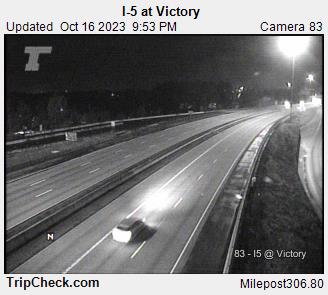 I-5 at Victory
Updated Oct 16 2023 9:53 PM Camera 83
T
N
83 - I5 @ Victory
TripCheck.com Milepost306.80